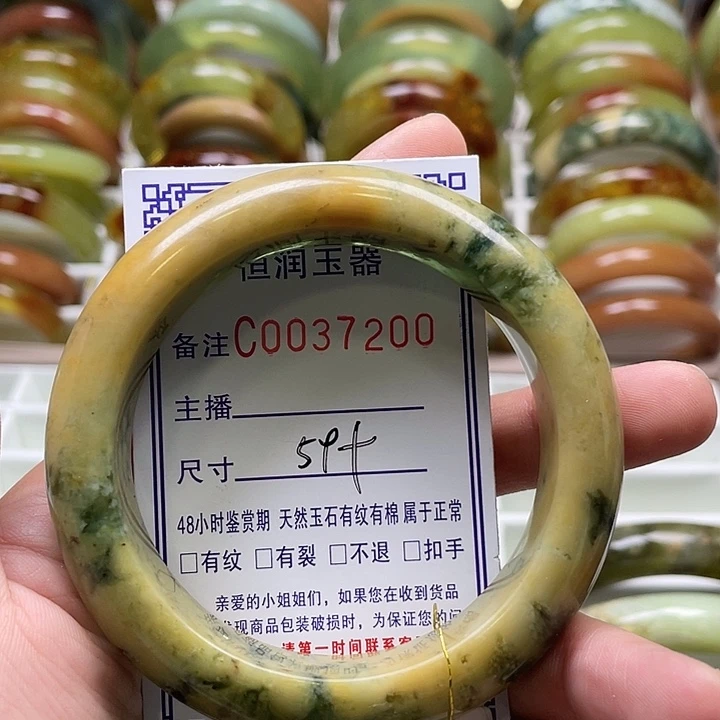 恒润玉器
备注C0037200
主播
尺寸 59十
48小时鉴赏期 天然玉石有纹有棉属于正常
□有纹 □有裂 □不退 □扣手
亲爱的小姐姐们，如果您在收到货品
发现商品包装破损时，为保证您的
请第一时间联系客